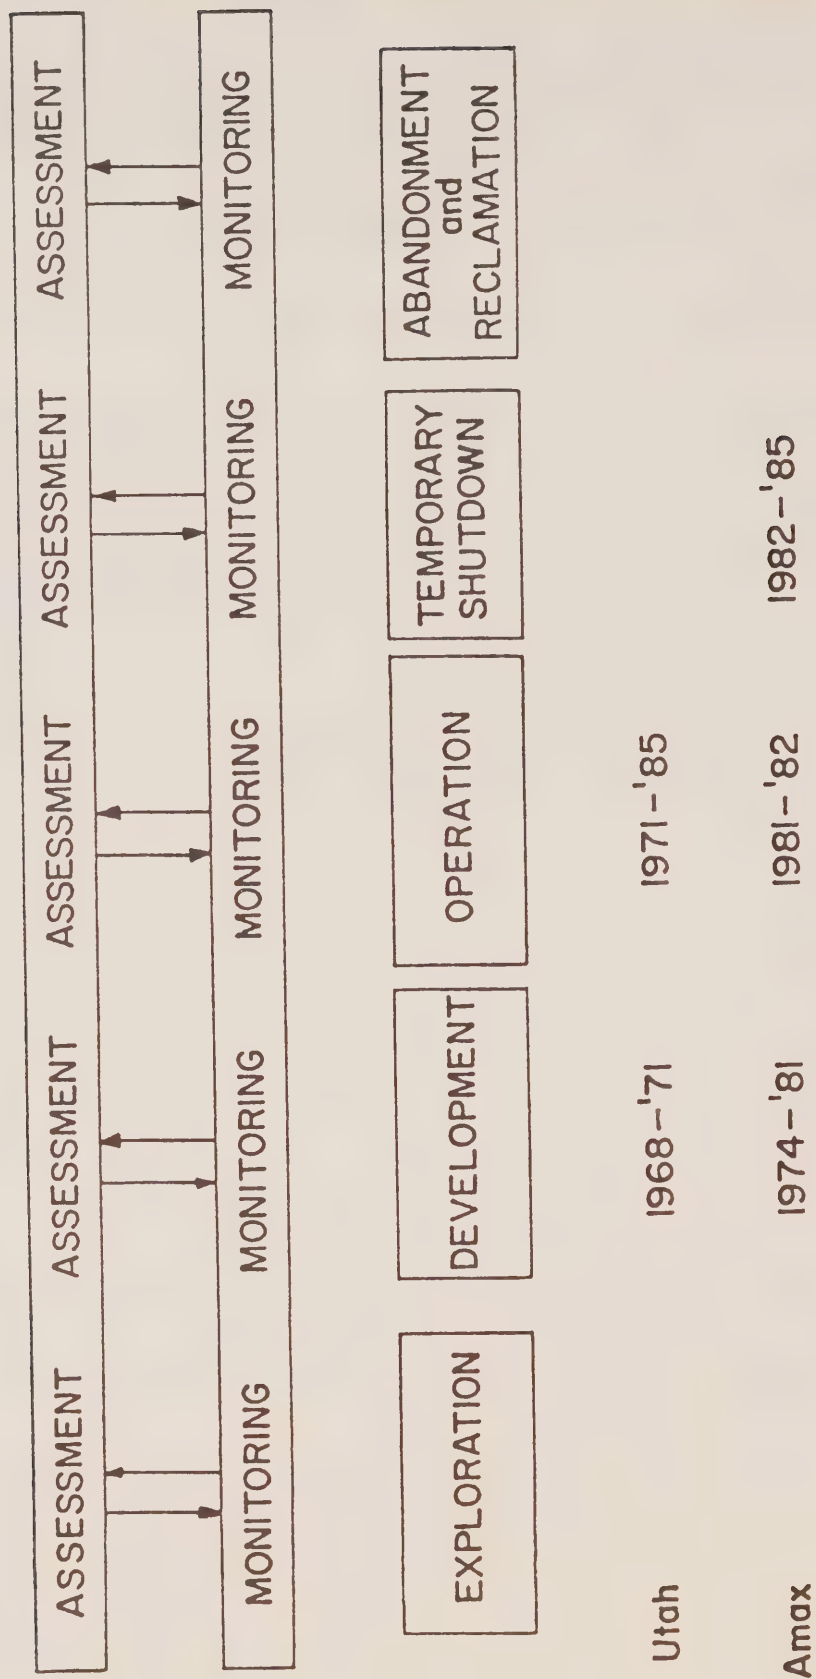 ASSESSMENT ASSESSMENT ASSESSMENT ASSESSMENT ASSESSMENT
MONITORING MONITORING MONITORING MONITORING MONITORING
EXPLORATION
DEVELOPMENT
OPERATION
TEMPORARY
SHUTDOWN
ABANDONMENT
and
RECLAMATION
Utah 1968-'71 1971-'85
Amax 1974-'81 1981-'82 1982-'85